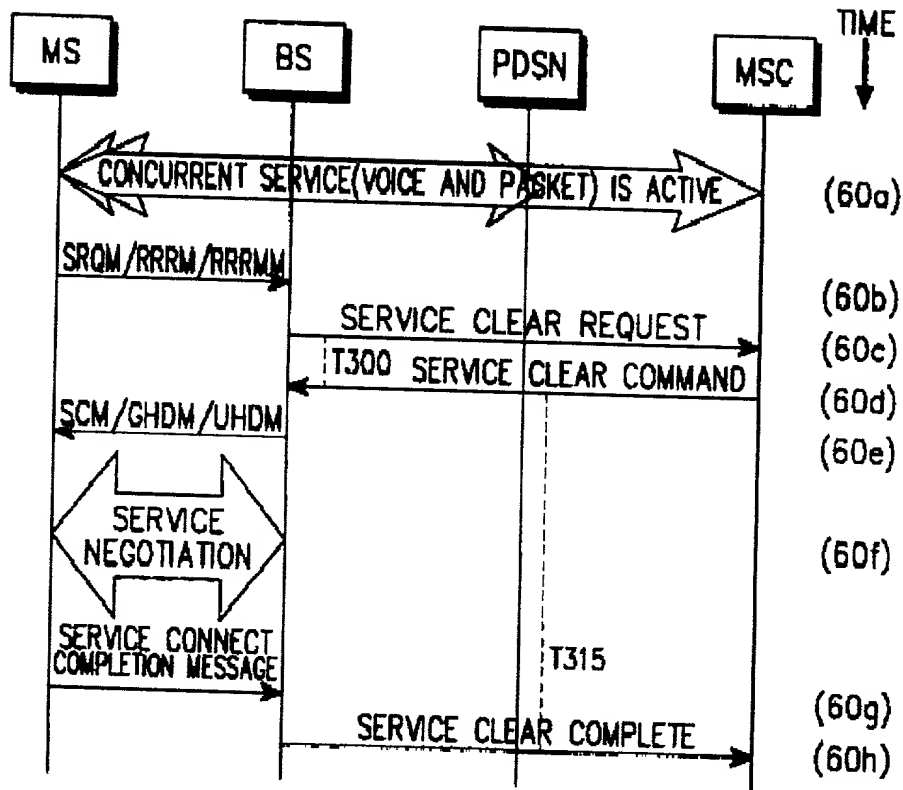 MS
BS
PDSN
MSC
TIME
CONCURRENT SERVICE(VOICE AND PACKET) IS ACTIVE
(60a)
SRQM/RRRM/RRRMM
(60b)
SERVICE CLEAR REQUEST
(60c)
T300
SERVICE CLEAR COMMAND
(60d)
SCM/GHDM/UHDM
(60e)
SERVICE
NEGOTIATION
(60f)
SERVICE CONNECT
COMPLETION MESSAGE
T315
(60g)
SERVICE CLEAR COMPLETE
(60h)